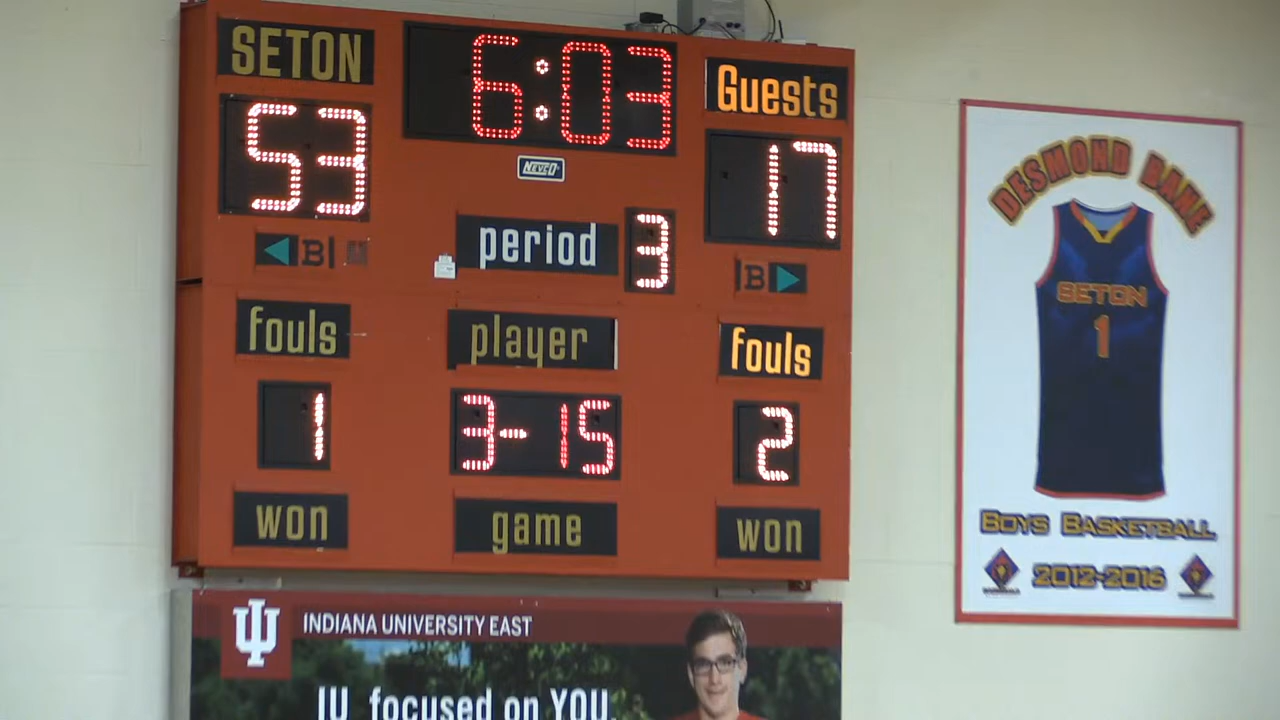 SETON
6:03
Guests
53
17
NEVCO
period
3
B
B
fouls
player
fouls
1
3-15
2
won
game
won
DESMOND BANE
SETON
1
BOYS BASKETBALL
2012-2016
INDIANA UNIVERSITY EAST
IU focused on YOU.